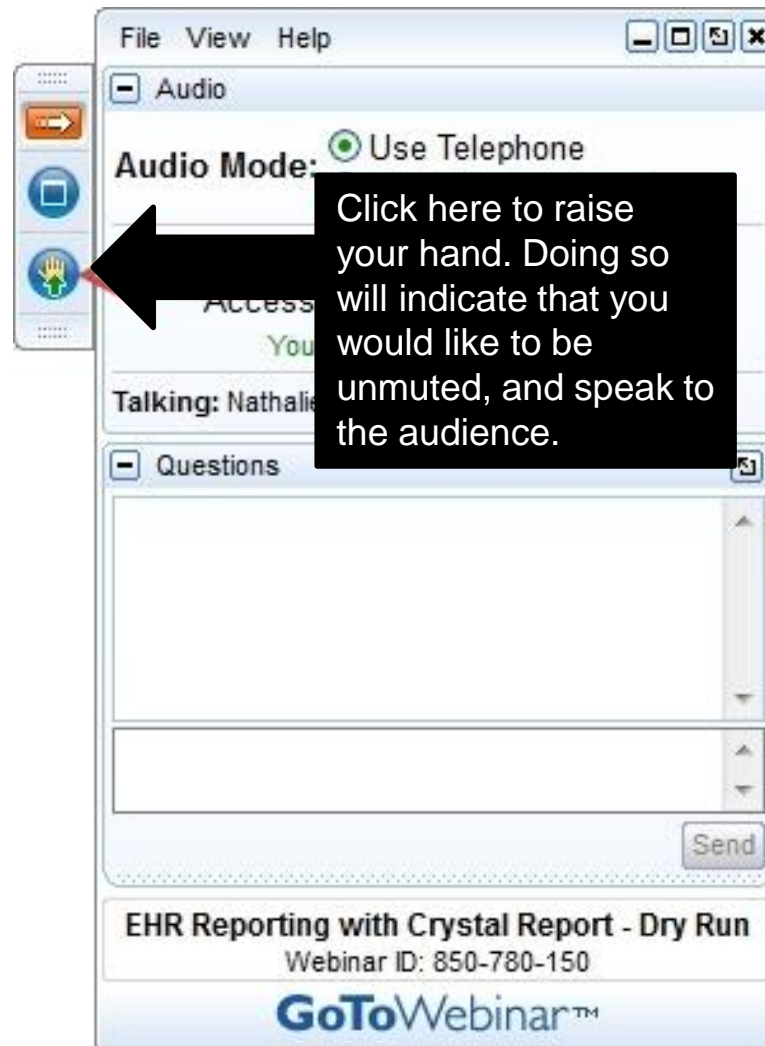 File View Help
Audio
Audio Mode: Use Telephone
Click here to raise
your hand. Doing so
will indicate that you
would like to be
unmuted, and speak to
the audience.
Access
You
Talking: Nathalie
Questions
Send
EHR Reporting with Crystal Report - Dry Run
Webinar ID: 850-780-150
GoToWebinar™